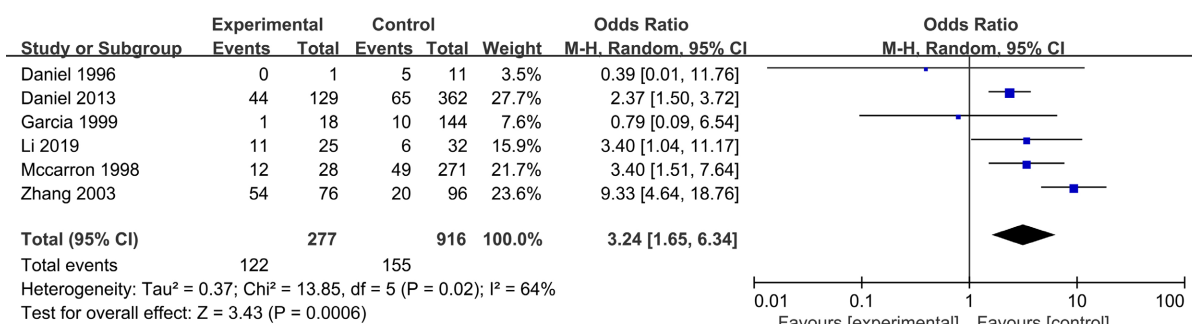 Experimental Control Odds Ratio Odds Ratio
Study or Subgroup Events Total Events Total Weight M-H, Random, 95% CI M-H, Random, 95% CI
Daniel 1996 0 1 5 11 3.5% 0.39 [0.01, 11.76]
Daniel 2013 44 129 65 362 27.7% 2.37 [1.50, 3.72]
Garcia 1999 1 18 10 144 7.6% 0.79 [0.09, 6.54]
Li 2019 11 25 6 32 15.9% 3.40 [1.04, 11.17]
Mccarron 1998 12 28 49 271 21.7% 3.40 [1.51, 7.64]
Zhang 2003 54 76 20 96 23.6% 9.33 [4.64, 18.76]
Total (95% CI) 277 916 100.0% 3.24 [1.65, 6.34]
Total events 122 155
Heterogeneity: Tau² = 0.37; Chi² = 13.85, df = 5 (P = 0.02); I² = 64%
Test for overall effect: Z = 3.43 (P = 0.0006)
0.01 0.1 1 10 100
Favours [experimental] Favours [control]